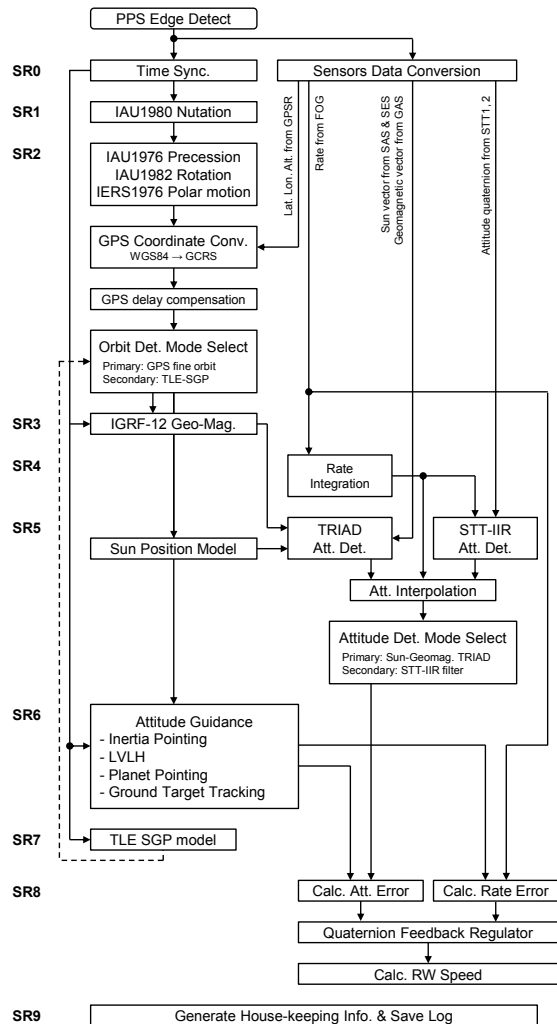 PPS Edge Detect
SR0
Time Sync.
Sensors Data Conversion
SR1
IAU1980 Nutation
Lat. Lon. Alt. from GPSR
Rate from FOG
Sun vector from SAS & SES
Geomagnetic vector from GAS
Attitude quaternion from STT1, 2
SR2
IAU1976 Precession
IAU1982 Rotation
IERS1976 Polar motion
GPS Coordinate Conv.
WGS84 → GCRS
GPS delay compensation
Orbit Det. Mode Select
Primary: GPS fine orbit
Secondary: TLE-SGP
SR3
IGRF-12 Geo-Mag.
SR4
Rate
Integration
SR5
Sun Position Model
TRIAD
Att. Det.
STT-IIR
Att. Det.
Att. Interpolation
Attitude Det. Mode Select
Primary: Sun-Geomag. TRIAD
Secondary: STT-IIR filter
SR6
Attitude Guidance
- Inertia Pointing
- LVLH
- Planet Pointing
- Ground Target Tracking
SR7
TLE SGP model
SR8
Calc. Att. Error
Calc. Rate Error
Quaternion Feedback Regulator
Calc. RW Speed
SR9
Generate House-keeping Info. & Save Log